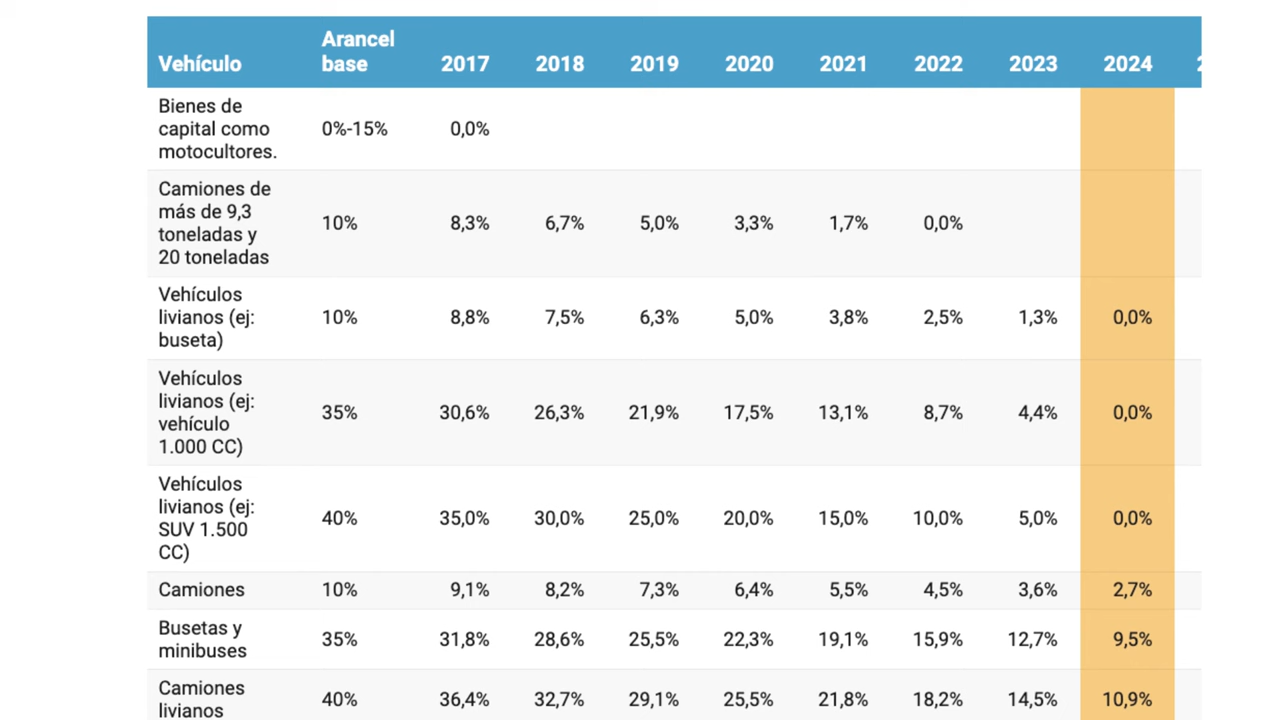 Vehículo Arancel base 2017 2018 2019 2020 2021 2022 2023 2024
Bienes de capital como motocultores. 0%-15% 0,0%
Camiones de más de 9,3 toneladas y 20 toneladas 10% 8,3% 6,7% 5,0% 3,3% 1,7% 0,0%
Vehículos livianos (ej: buseta) 10% 8,8% 7,5% 6,3% 5,0% 3,8% 2,5% 1,3% 0,0%
Vehículos livianos (ej: vehículo 1.000 CC) 35% 30,6% 26,3% 21,9% 17,5% 13,1% 8,7% 4,4% 0,0%
Vehículos livianos (ej: SUV 1.500 CC) 40% 35,0% 30,0% 25,0% 20,0% 15,0% 10,0% 5,0% 0,0%
Camiones 10% 9,1% 8,2% 7,3% 6,4% 5,5% 4,5% 3,6% 2,7%
Busetas y minibuses 35% 31,8% 28,6% 25,5% 22,3% 19,1% 15,9% 12,7% 9,5%
Camiones livianos 40% 36,4% 32,7% 29,1% 25,5% 21,8% 18,2% 14,5% 10,9%